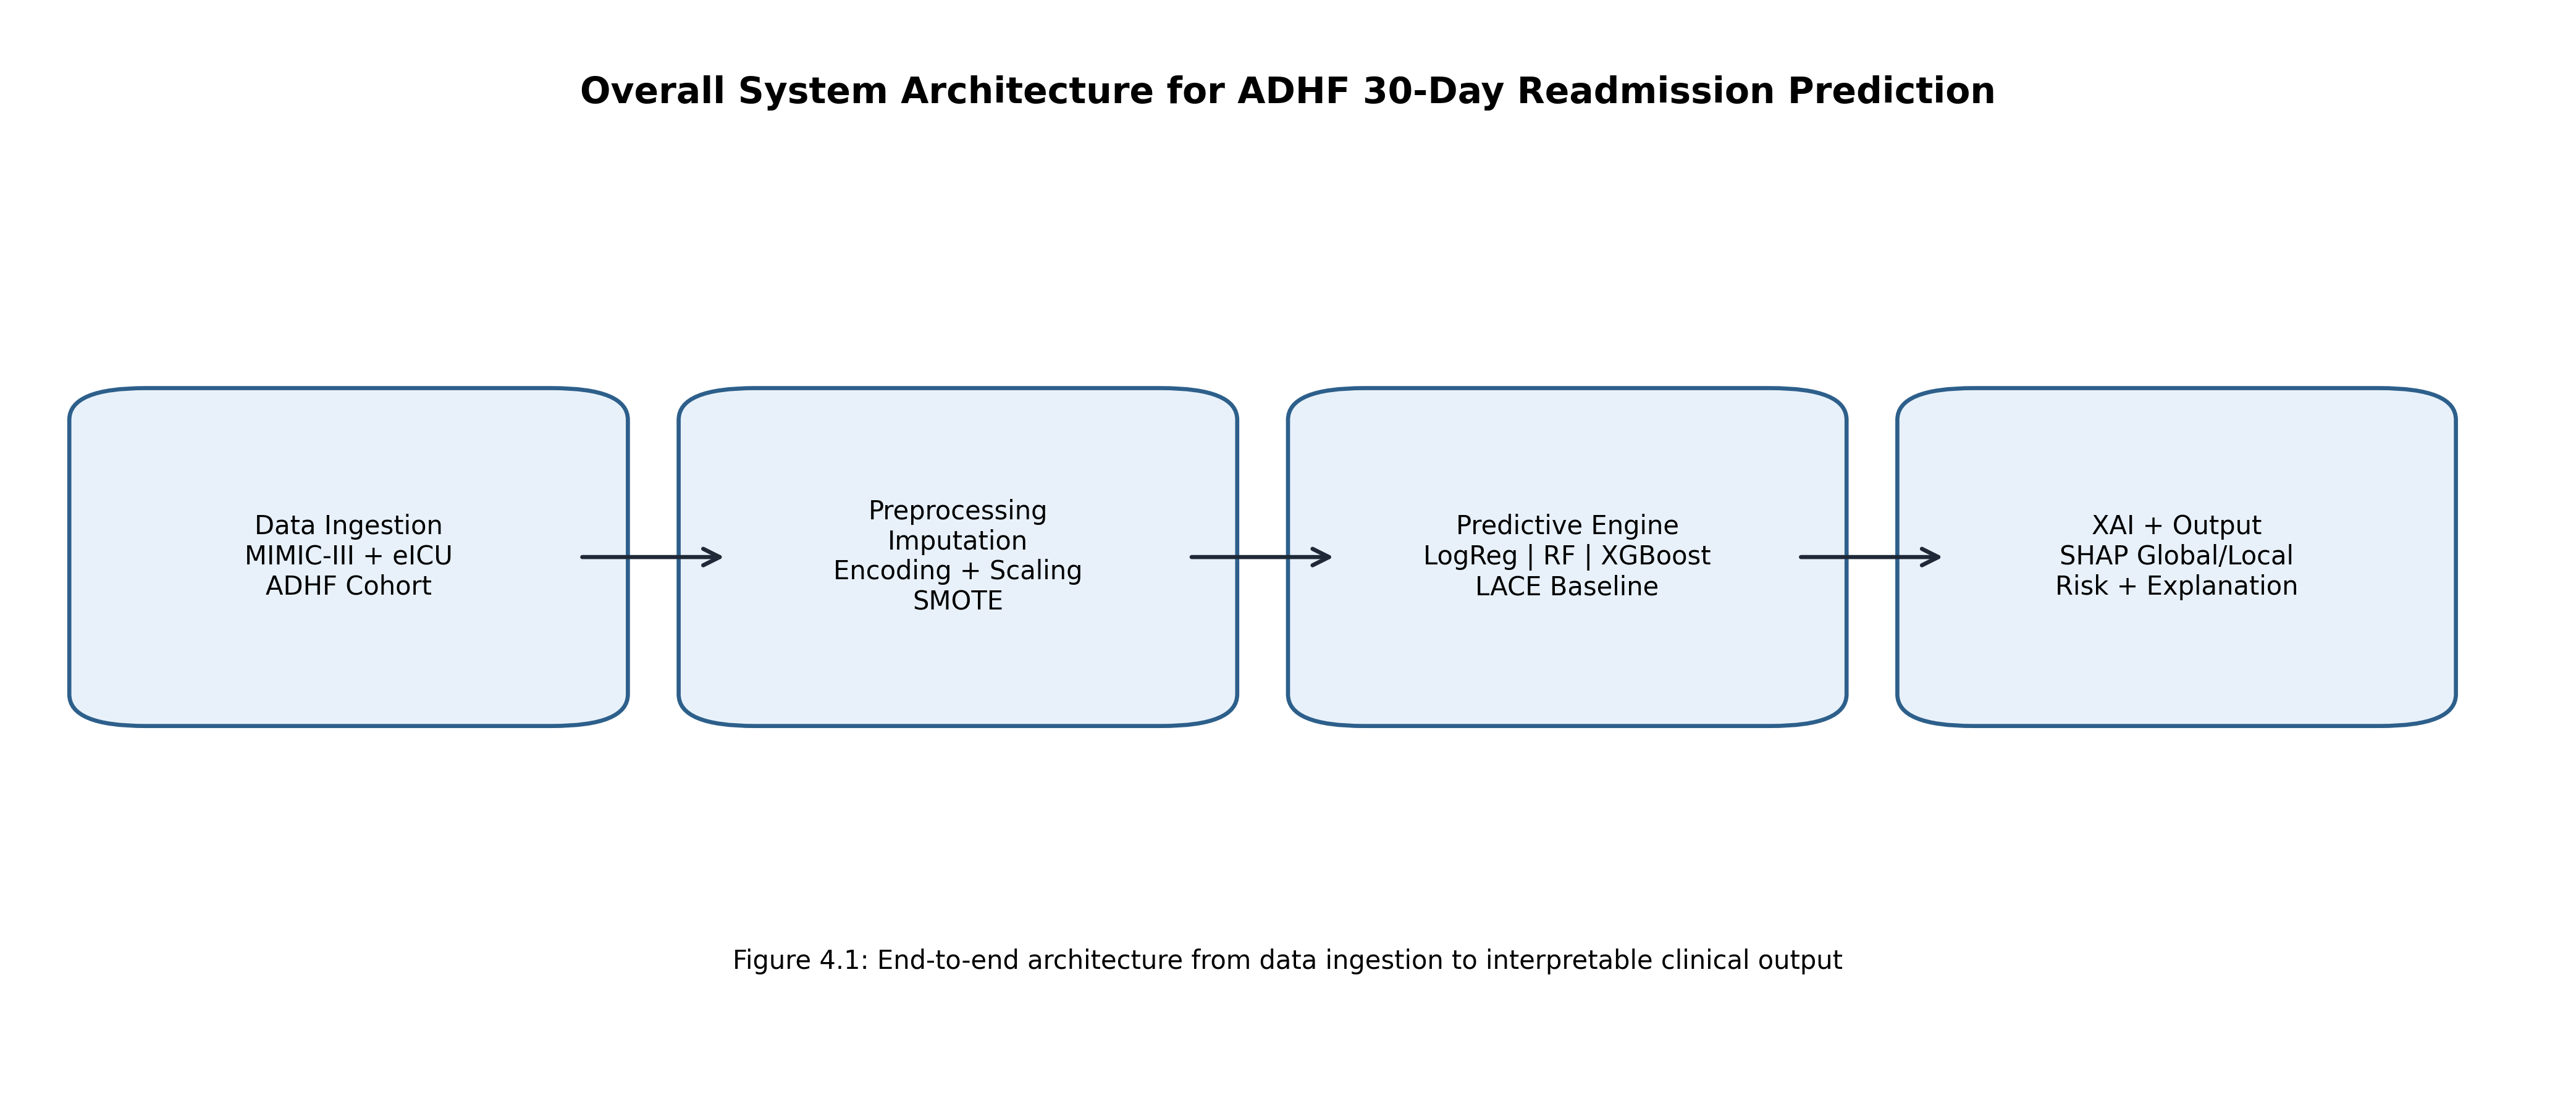 Overall System Architecture for ADHF 30-Day Readmission Prediction
Data Ingestion
MIMIC-III + eICU
ADHF Cohort
Preprocessing
Imputation
Encoding + Scaling
SMOTE
Predictive Engine
LogReg | RF | XGBoost
LACE Baseline
XAI + Output
SHAP Global/Local
Risk + Explanation
Figure 4.1: End-to-end architecture from data ingestion to interpretable clinical output